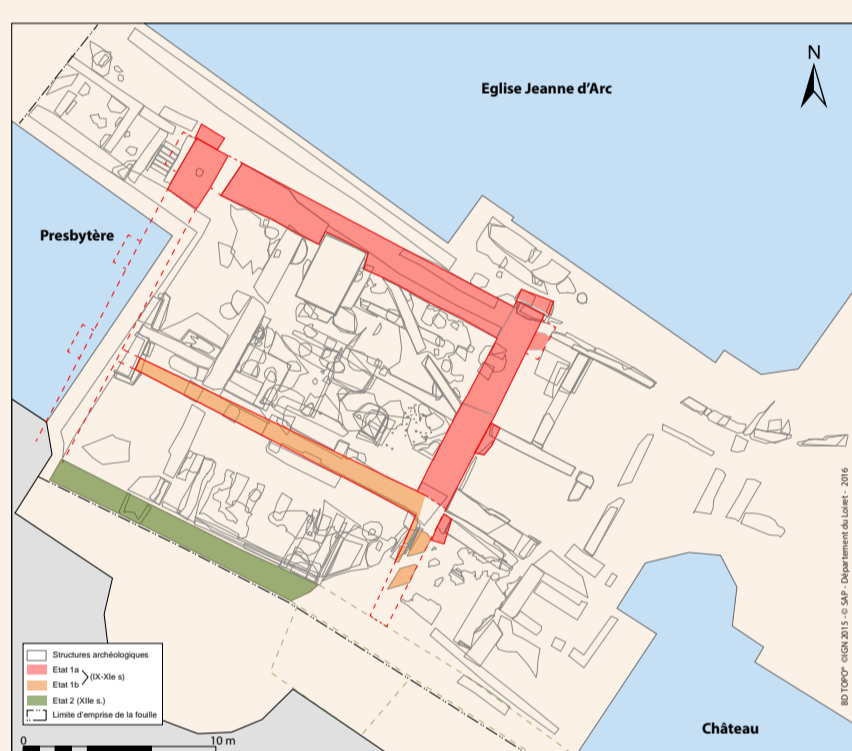 N
Eglise Jeanne d'Arc
Presbytère
Château
Structures archéologiques
Etat 1a
Etat 1b
(IX-XIe s)
Etat 2 (XIIe s.)
Limite d'emprise de la fouille
0
10 m
BD TOPO® ©IGN 2015 - © SAP - Département du Loiret - 2016